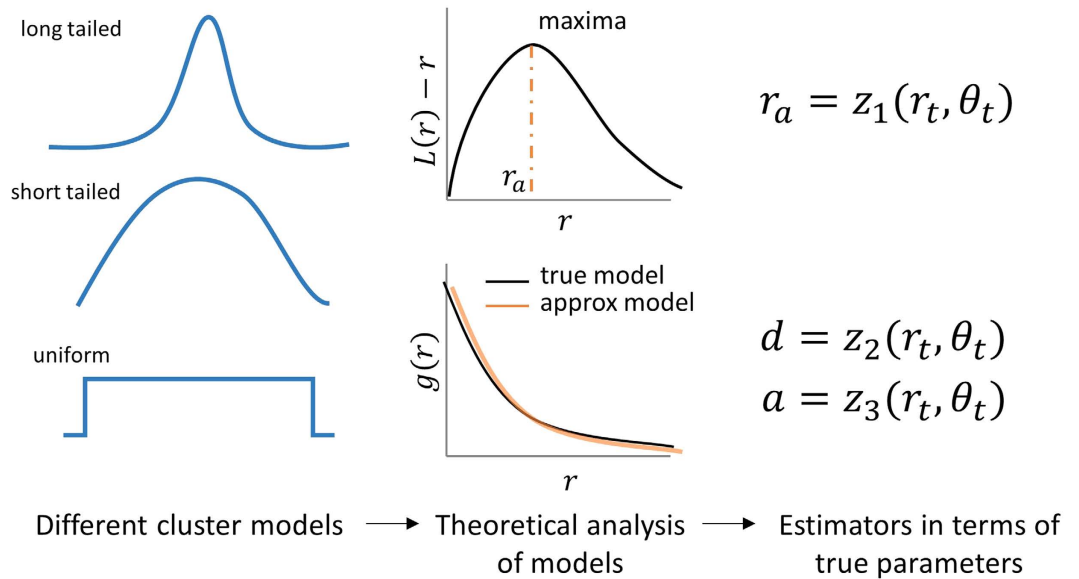 long tailed
short tailed
uniform
maxima
L(r) − r
r_a
r
true model
approx model
g(r)
r
r_a = z_1(r_t, θ_t)
d = z_2(r_t, θ_t)
a = z_3(r_t, θ_t)
Different cluster models
Theoretical analysis
of models
Estimators in terms of
true parameters